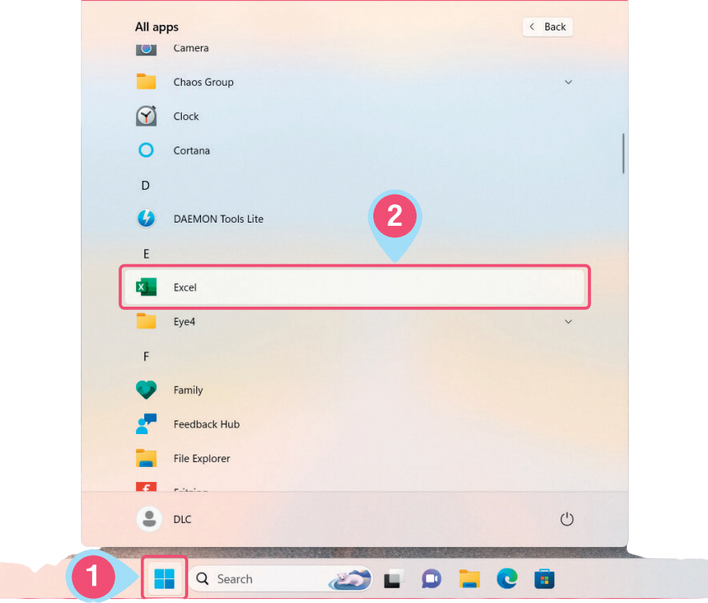 All apps
Back
Camera
Chaos Group
Clock
Cortana
D
DAEMON Tools Lite
2
E
Excel
Eye4
F
Family
Feedback Hub
File Explorer
DLC
1
Search